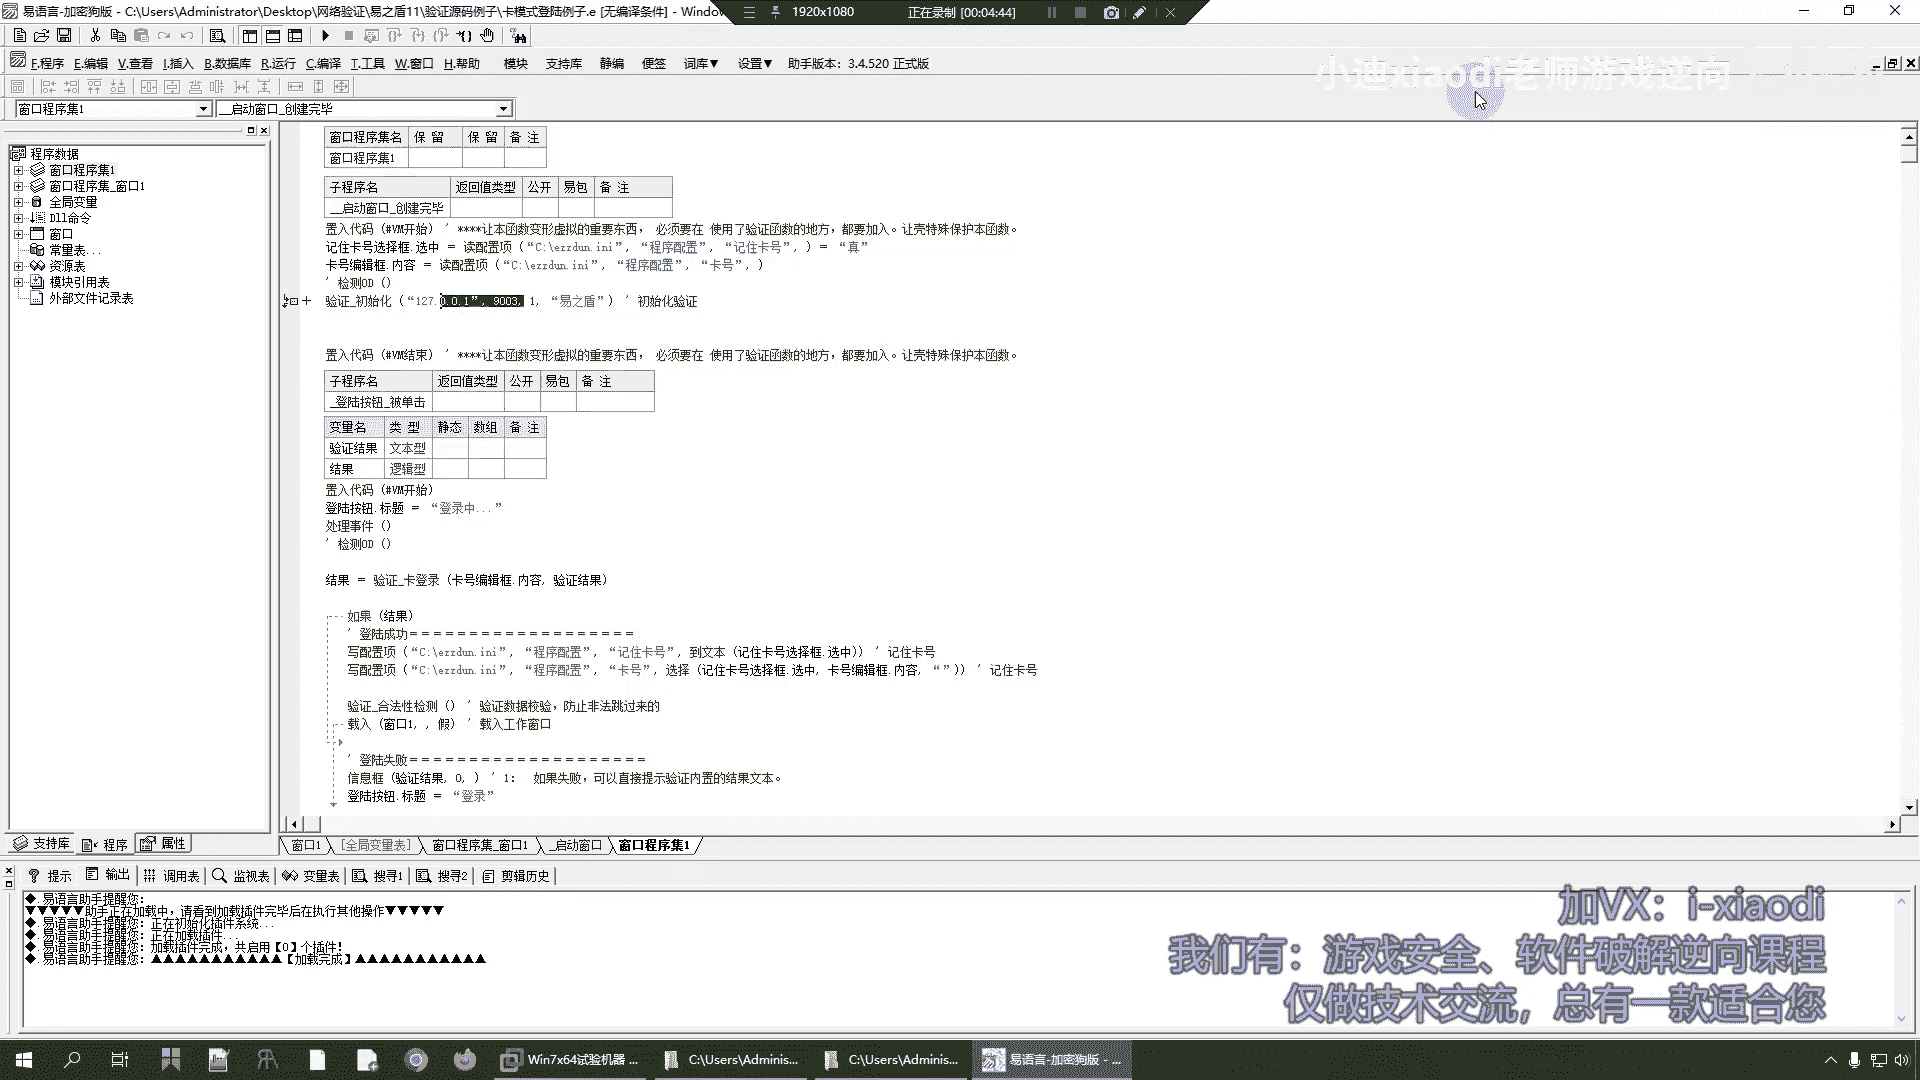 易语言-加密狗版 - C:\Users\Administrator\Desktop\网络验证\易之盾11\验证源码例子\卡模式登陆例子.e [无编译条件] - Window
1920x1080
正在录制 [00:04:44]
F.程序 E.编辑 V.查看 I.插入 B.数据库 R.运行 C.编译 T.工具 W.窗口 H.帮助 模块 支持库 静编 便签 词库▼ 设置▼ 助手版本: 3.4.520 正式版
小迪xiaodi老师游戏逆向
窗口程序集1
__启动窗口_创建完毕
程序数据
窗口程序集1
窗口程序集_窗口1
全局变量
Dll命令
窗口
常量表...
资源表
模块引用表
外部文件记录表
窗口程序集名 保 留 保 留 备 注
窗口程序集1
子程序名 返回值类型 公开 易包 备 注
__启动窗口_创建完毕
置入代码 (#VM开始) ' ****让本函数变形虚拟的重要东西, 必须要在 使用了验证函数的地方,都要加入。让壳特殊保护本函数。
记住卡号选择框.选中 = 读配置项 (“C:\ezzdun.ini”, “程序配置”, “记住卡号”, ) = “真”
卡号编辑框.内容 = 读配置项 (“C:\ezzdun.ini”, “程序配置”, “卡号”, )
' 检测OD ()
验证_初始化 (“127.0.0.1”, 9003, 1, “易之盾”) ' 初始化验证
置入代码 (#VM结束) ' ****让本函数变形虚拟的重要东西, 必须要在 使用了验证函数的地方,都要加入。让壳特殊保护本函数。
子程序名 返回值类型 公开 易包 备 注
_登陆按钮_被单击
变量名 类 型 静态 数组 备 注
验证结果 文本型
结果 逻辑型
置入代码 (#VM开始)
登陆按钮.标题 = “登录中...”
处理事件 ()
' 检测OD ()
结果 = 验证_卡登录 (卡号编辑框.内容, 验证结果)
如果 (结果)
' 登陆成功===================
写配置项 (“C:\ezzdun.ini”, “程序配置”, “记住卡号”, 到文本 (记住卡号选择框.选中)) ' 记住卡号
写配置项 (“C:\ezzdun.ini”, “程序配置”, “卡号”, 选择 (记住卡号选择框.选中, 卡号编辑框.内容, “”)) ' 记住卡号
验证_合法性检测 () ' 验证数据校验,防止非法跳过来的
载入 (窗口1, , 假) ' 载入工作窗口
' 登陆失败====================
信息框 (验证结果, 0, ) ' 1: 如果失败,可以直接提示验证内置的结果文本。
登陆按钮.标题 = “登录”
支持库 程序 属性
窗口1 [全局变量表] 窗口程序集_窗口1 _启动窗口 窗口程序集1
提示 输出 调用表 监视表 变量表 搜寻1 搜寻2 剪辑历史
◆.易语言助手提醒您:
▼▼▼▼▼助手正在加载中,请看到加载插件完毕后在执行其他操作▼▼▼▼▼
◆.易语言助手提醒您: 正在初始化插件系统...
◆.易语言助手提醒您: 正在加载插件...
◆.易语言助手提醒您: 加载插件完成,共启用【0】个插件!
◆.易语言助手提醒您: ▲▲▲▲▲▲▲▲▲▲▲【加载完成】▲▲▲▲▲▲▲▲▲▲▲
加VX: i-xiaodi
我们有: 游戏安全、软件破解逆向课程
仅做技术交流, 总有一款适合您
Win7x64试验机器 ...
C:\Users\Adminis...
C:\Users\Adminis...
易语言-加密狗版 - ...